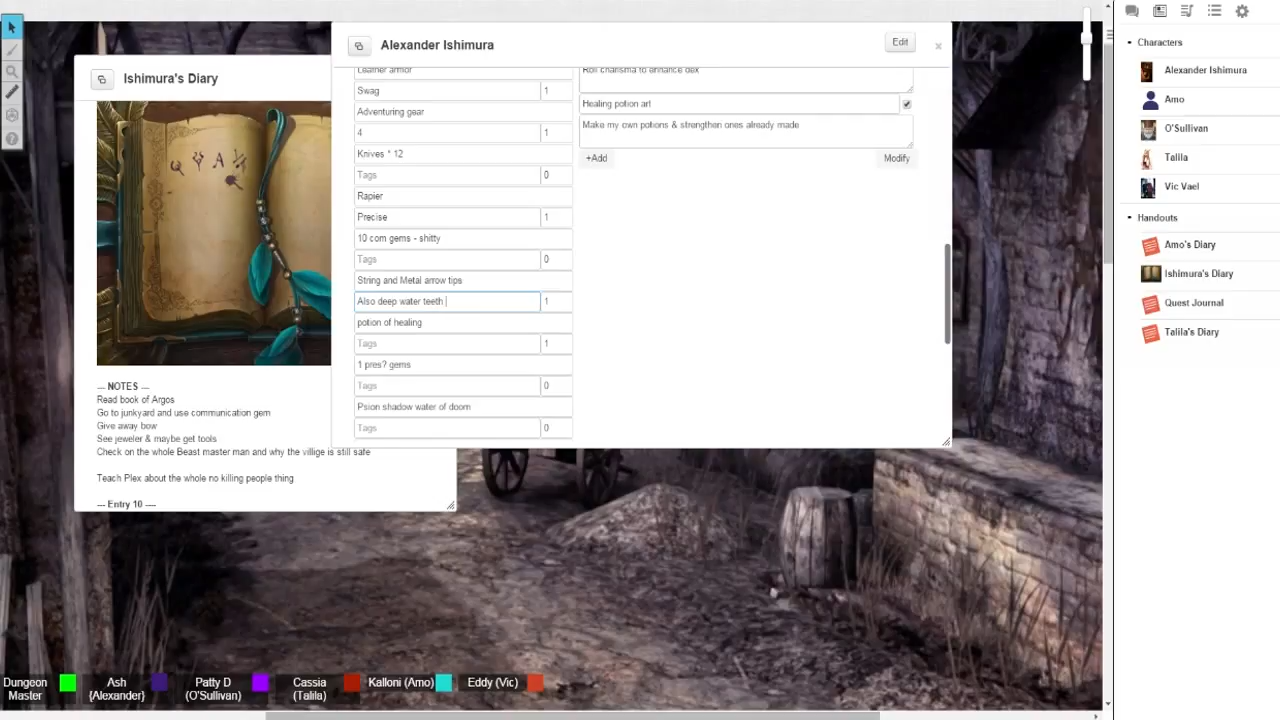 Ishimura's Diary
--- NOTES ---
Read book of Argos
Go to junkyard and use communication gem
Give away bow
See jeweler & maybe get tools
Check on the whole Beast master man and why the villige is still safe
Teach Plex about the whole no killing people thing
--- Entry 10 ----
Alexander Ishimura
Edit
Leather armor
Swag
1
Adventuring gear
4
1
Knives * 12
Tags
0
Rapier
Precise
1
10 com gems - shitty
Tags
0
String and Metal arrow tips
Also deep water teeth
1
potion of healing
Tags
1
1 pres? gems
Tags
0
Psion shadow water of doom
Tags
0
Roll charisma to enhance dex
Healing potion art
Make my own potions & strengthen ones already made
+Add
Modify
Characters
Alexander Ishimura
Amo
O'Sullivan
Talila
Vic Vael
Handouts
Amo's Diary
Ishimura's Diary
Quest Journal
Talila's Diary
Dungeon
Master
Ash
{Alexander}
Patty D
(O'Sullivan)
Cassia
(Talila)
Kalloni (Amo)
Eddy (Vic)